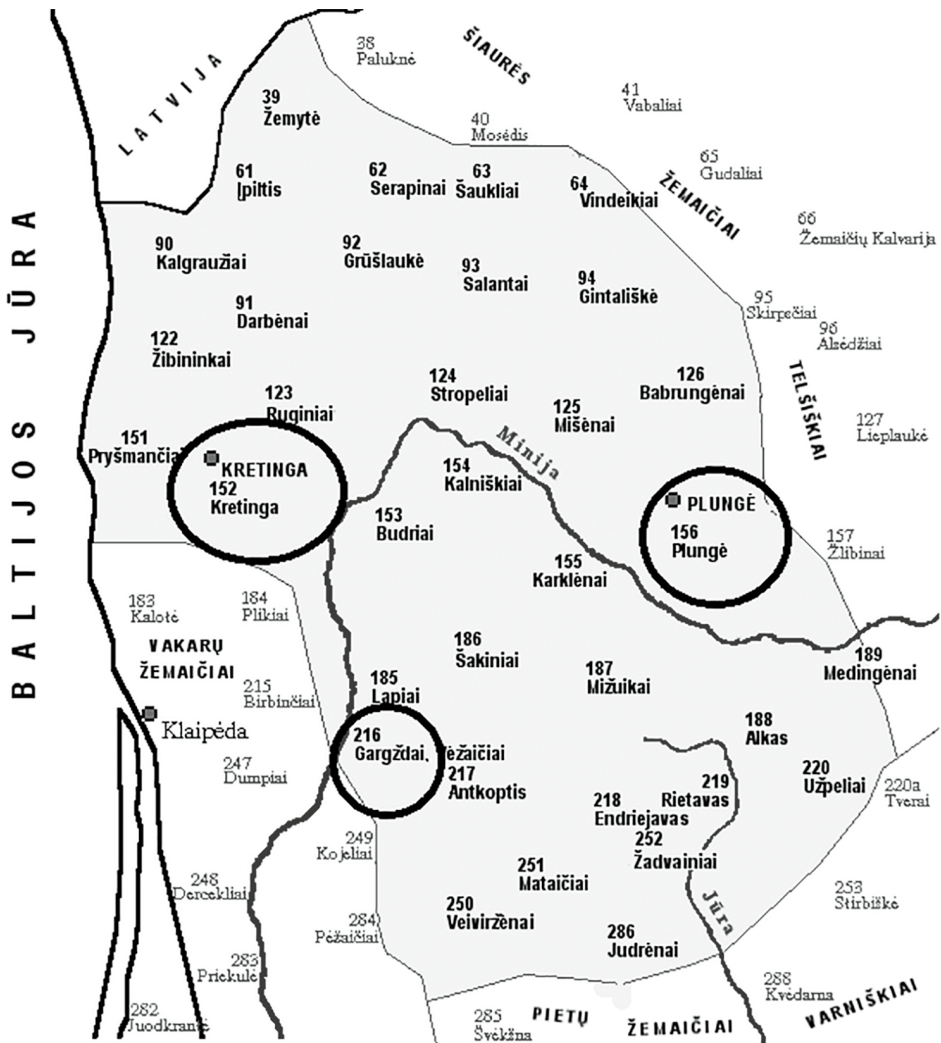 38
Paluknė
ŠIAURĖS
LATVIJA
39
Žemytė
41
Vabaliai
40
Mosėdis
65
Gudaliai
61
Įpiltis
62
Serapinai
63
Šaukliai
64
Vindeikiai
ŽEMAIČIAI
66
Žemaičių Kalvarija
90
Kalgraužiai
92
Grūšlaukė
93
Salantai
94
Gintališkė
95
Skirpsčiai
96
Alsėdžiai
91
Darbėnai
122
Žibininkai
BALTIJOS JŪRA
123
Ruginiai
124
Stropeliai
125
Mišėnai
126
Babrungėnai
TELŠIŠKIAI
127
Lieplaukė
151
Pryšmančiai
KRETINGA
152
Kretinga
Minija
154
Kalniškiai
153
Budriai
PLUNGĖ
156
Plungė
157
Žlibinai
155
Karklėnai
183
Kalotė
184
Plikiai
VAKARŲ
ŽEMAIČIAI
186
Šakiniai
187
Mižuikai
189
Medingėnai
185
Lapiai
215
Birbinčiai
Klaipėda
216
Gargždai, Vėžaičiai
188
Alkas
247
Dumpiai
217
Antkoptis
219
Rietavas
220
Užpeliai
220a
Tverai
218
Endriejavas
249
Kojeliai
252
Žadvainiai
251
Mataičiai
248
Dercekliai
253
Stirbiškė
250
Veivirženai
Jūra
284
Pėžaičiai
286
Judrėnai
283
Priekulė
288
Kvėdarna
282
Juodkrantė
285
Švėkžna
PIETŲ ŽEMAIČIAI
VARNIŠKIAI